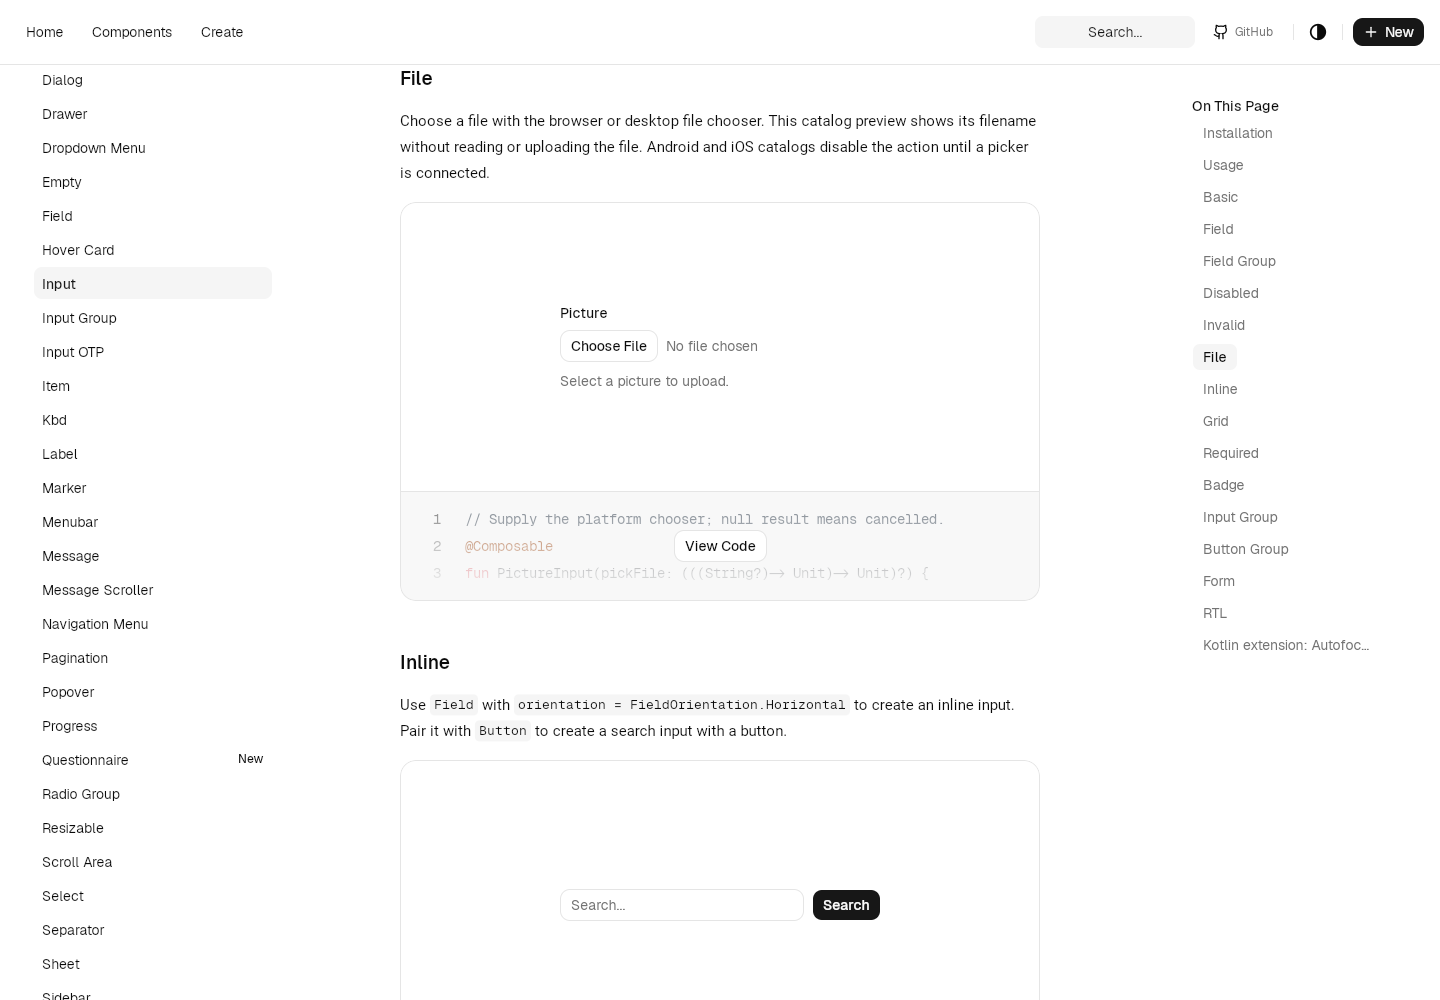 Home
Components
Create
Search...
GitHub
New
Dialog
Drawer
Dropdown Menu
Empty
Field
Hover Card
Input
Input Group
Input OTP
Item
Kbd
Label
Marker
Menubar
Message
Message Scroller
Navigation Menu
Pagination
Popover
Progress
Questionnaire New
Radio Group
Resizable
Scroll Area
Select
Separator
Sheet
Sidebar
File
Choose a file with the browser or desktop file chooser. This catalog preview shows its filename
without reading or uploading the file. Android and iOS catalogs disable the action until a picker
is connected.
Picture
Choose File No file chosen
Select a picture to upload.
1 // Supply the platform chooser; null result means cancelled.
2 @Composable
View Code
3 fun PictureInput(pickFile: (((String?)→ Unit)→ Unit)?) {
Inline
Use Field with orientation = FieldOrientation.Horizontal to create an inline input.
Pair it with Button to create a search input with a button.
Search...
Search
On This Page
Installation
Usage
Basic
Field
Field Group
Disabled
Invalid
File
Inline
Grid
Required
Badge
Input Group
Button Group
Form
RTL
Kotlin extension: Autofoc...